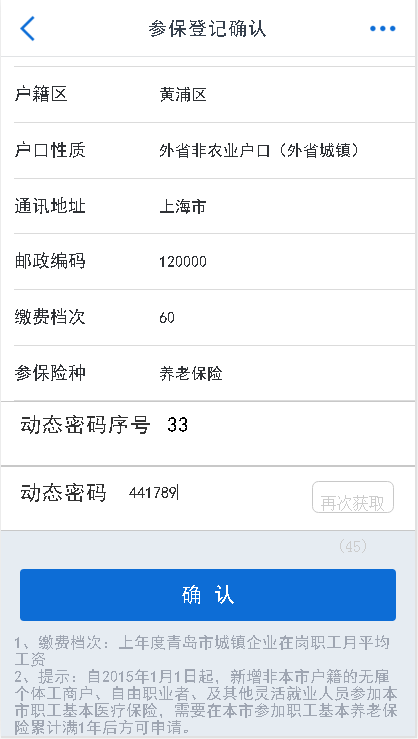 参保登记确认
户籍区 黄浦区
户口性质 外省非农业户口（外省城镇）
通讯地址 上海市
邮政编码 120000
缴费档次 60
参保险种 养老保险
动态密码序号 33
动态密码 441789 再次获取
(45)
确 认
1、缴费档次：上年度青岛市城镇企业在岗职工月平均
工资
2、提示：自2015年1月1日起，新增非本市户籍的无雇
个体工商户、自由职业者、及其他灵活就业人员参加本
市职工基本医疗保险，需要在本市参加职工基本养老保
险累计满1年后方可申请。